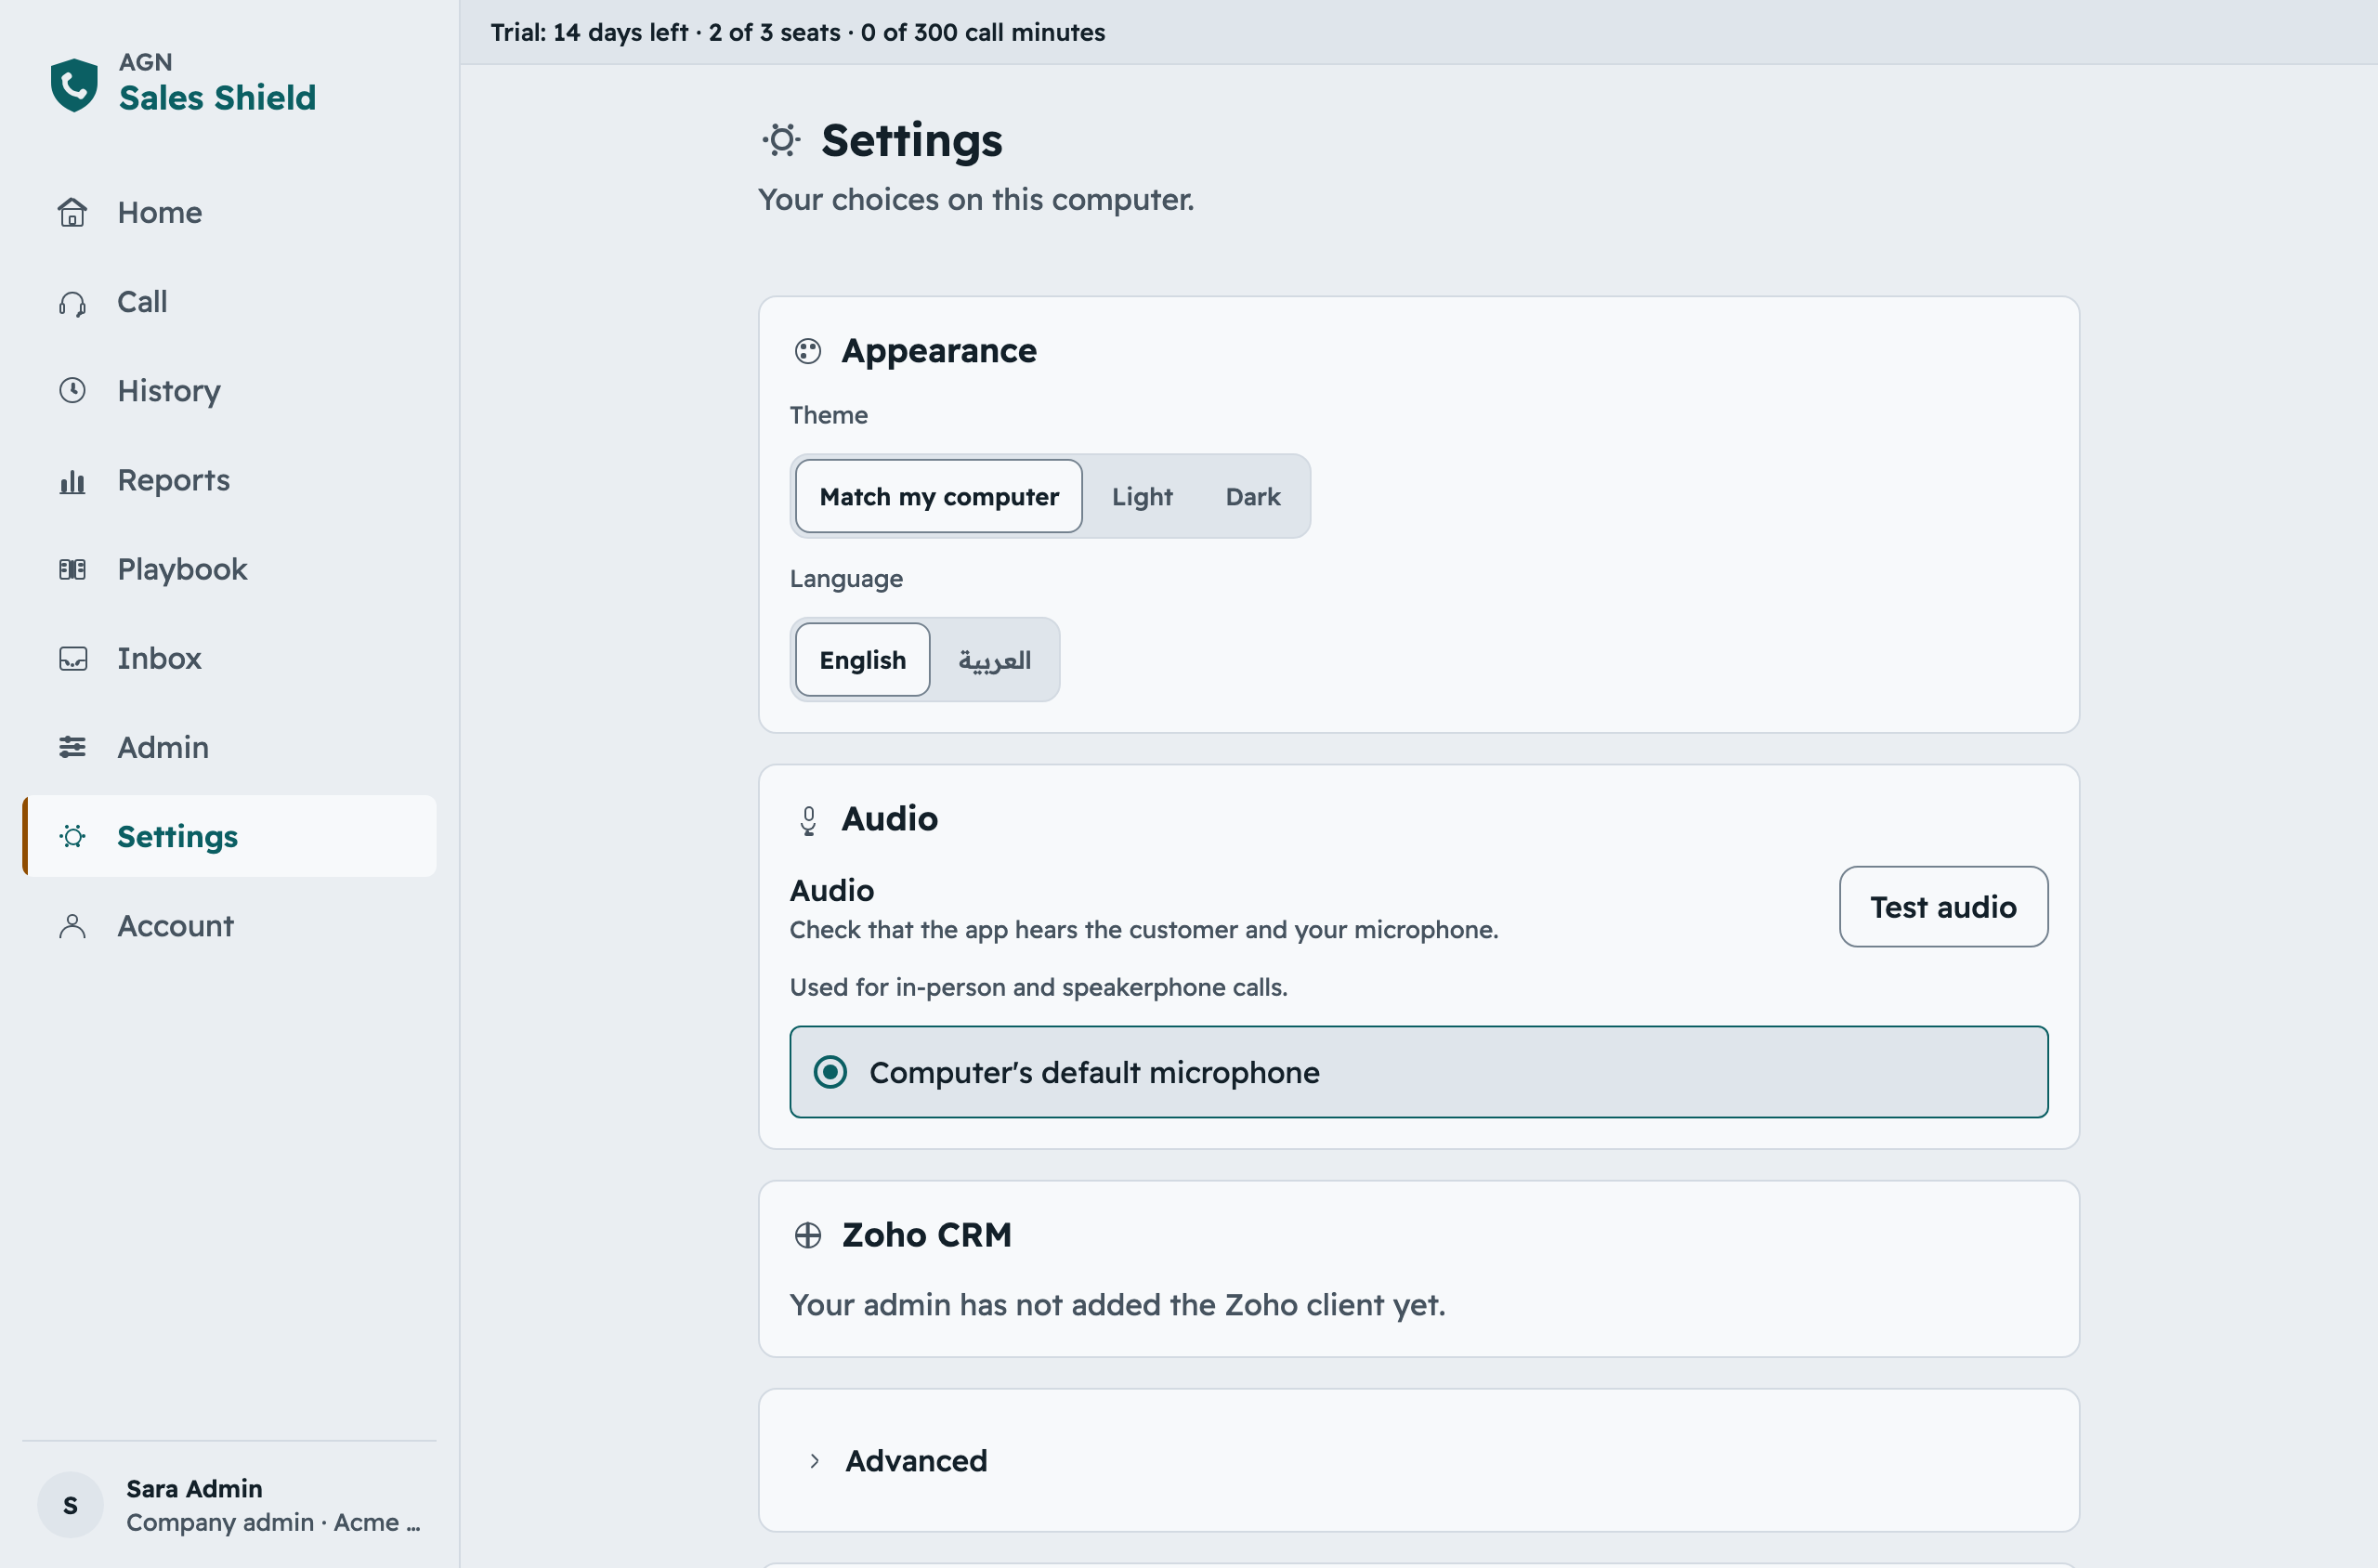 AGN
Sales Shield
Home
Call
History
Reports
Playbook
Inbox
Admin
Settings
Account
S
Sara Admin
Company admin · Acme ...
Trial: 14 days left · 2 of 3 seats · 0 of 300 call minutes
Settings
Your choices on this computer.
Appearance
Theme
Match my computer
Light
Dark
Language
English
العربية
Audio
Audio
Check that the app hears the customer and your microphone.
Test audio
Used for in-person and speakerphone calls.
Computer's default microphone
Zoho CRM
Your admin has not added the Zoho client yet.
Advanced